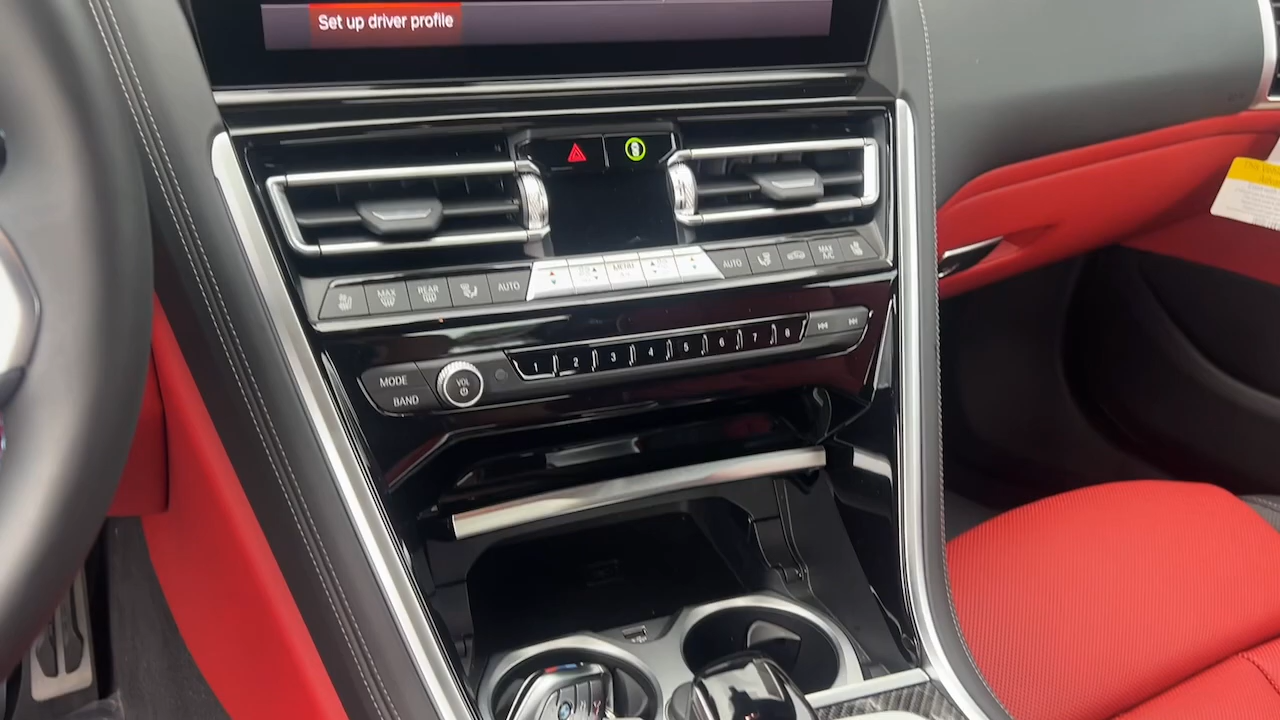 Set up driver profile
MAX
REAR
AUTO
MENU
AUTO
MAX
A/C
1 2 3 4 5 6 7 8
MODE
VOL
BAND